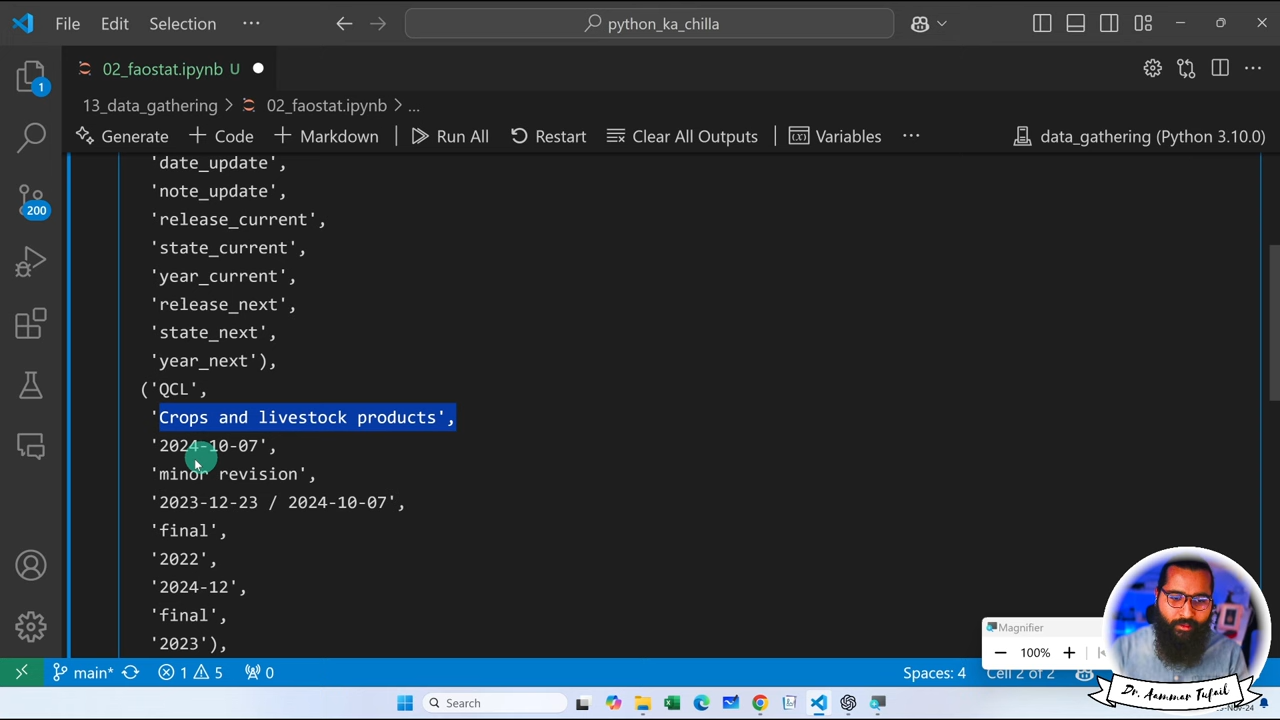 File Edit Selection ··· python_ka_chilla
02_faostat.ipynb U
13_data_gathering > 02_faostat.ipynb > ...
Generate + Code + Markdown Run All Restart Clear All Outputs Variables ··· data_gathering (Python 3.10.0)
'date_update',
'note_update',
'release_current',
'state_current',
'year_current',
'release_next',
'state_next',
'year_next'),
('QCL',
'Crops and livestock products',
'2024-10-07',
'minor revision',
'2023-12-23 / 2024-10-07',
'final',
'2022',
'2024-12',
'final',
'2023'),
1
200
Magnifier
100%
main* 1 5 0 Spaces: 4 Cell 2 of 2
Search
Dr. Aammar Tufail